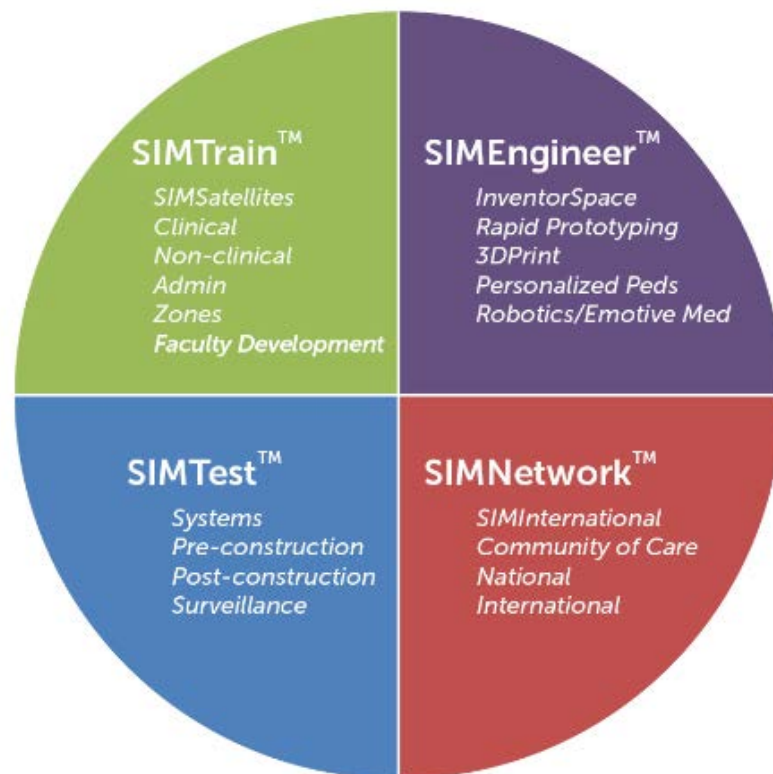 SIMTrain™
SIMSatellites
Clinical
Non-clinical
Admin
Zones
Faculty Development
SIMEngineer™
InventorSpace
Rapid Prototyping
3DPrint
Personalized Peds
Robotics/Emotive Med
SIMTest™
Systems
Pre-construction
Post-construction
Surveillance
SIMNetwork™
SIMInternational
Community of Care
National
International